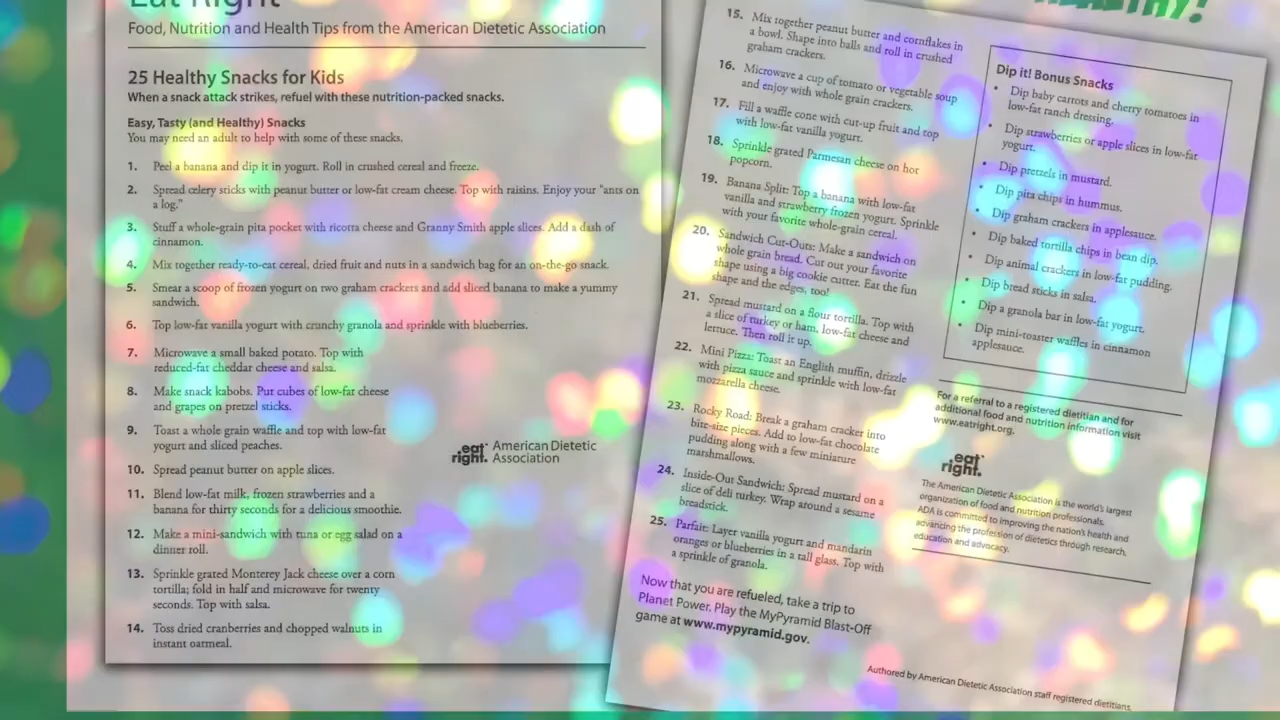 Eat Right
Food, Nutrition and Health Tips from the American Dietetic Association
25 Healthy Snacks for Kids
When a snack attack strikes, refuel with these nutrition-packed snacks.
Easy, Tasty (and Healthy) Snacks
You may need an adult to help with some of these snacks.
1. Peel a banana and dip it in yogurt. Roll in crushed cereal and freeze.
2. Spread celery sticks with peanut butter or low-fat cream cheese. Top with raisins. Enjoy your "ants on
a log."
3. Stuff a whole-grain pita pocket with ricotta cheese and Granny Smith apple slices. Add a dash of
cinnamon.
4. Mix together ready-to-eat cereal, dried fruit and nuts in a sandwich bag for an on-the-go snack.
5. Smear a scoop of frozen yogurt on two graham crackers and add sliced banana to make a yummy
sandwich.
6. Top low-fat vanilla yogurt with crunchy granola and sprinkle with blueberries.
7. Microwave a small baked potato. Top with
reduced-fat cheddar cheese and salsa.
8. Make snack kabobs. Put cubes of low-fat cheese
and grapes on pretzel sticks.
9. Toast a whole grain waffle and top with low-fat
yogurt and sliced peaches.
10. Spread peanut butter on apple slices.
11. Blend low-fat milk, frozen strawberries and a
banana for thirty seconds for a delicious smoothie.
12. Make a mini-sandwich with tuna or egg salad on a
dinner roll.
13. Sprinkle grated Monterey Jack cheese over a corn
tortilla; fold in half and microwave for twenty
seconds. Top with salsa.
14. Toss dried cranberries and chopped walnuts in
instant oatmeal.
eat right. American Dietetic
Association
HEALTHY!
15. Mix together peanut butter and cornflakes in
a bowl. Shape into balls and roll in crushed
graham crackers.
16. Microwave a cup of tomato or vegetable soup
and enjoy with whole grain crackers.
17. Fill a waffle cone with cut-up fruit and top
with low-fat vanilla yogurt.
18. Sprinkle grated Parmesan cheese on hot
popcorn.
19. Banana Split: Top a banana with low-fat
vanilla and strawberry frozen yogurt. Sprinkle
with your favorite whole-grain cereal.
20. Sandwich Cut-Outs: Make a sandwich on
whole grain bread. Cut out your favorite
shape using a big cookie cutter. Eat the fun
shape and the edges, too!
21. Spread mustard on a flour tortilla. Top with
a slice of turkey or ham, low-fat cheese and
lettuce. Then roll it up.
22. Mini Pizza: Toast an English muffin, drizzle
with pizza sauce and sprinkle with low-fat
mozzarella cheese.
23. Rocky Road: Break a graham cracker into
bite-size pieces. Add to low-fat chocolate
pudding along with a few miniature
marshmallows.
24. Inside-Out Sandwich: Spread mustard on a
slice of deli turkey. Wrap around a sesame
breadstick.
25. Parfait: Layer vanilla yogurt and mandarin
oranges or blueberries in a tall glass. Top with
a sprinkle of granola.
Now that you are refueled, take a trip to
Planet Power. Play the MyPyramid Blast-Off
game at www.mypyramid.gov.
Dip it! Bonus Snacks
• Dip baby carrots and cherry tomatoes in
low-fat ranch dressing.
• Dip strawberries or apple slices in low-fat
yogurt.
• Dip pretzels in mustard.
• Dip pita chips in hummus.
• Dip graham crackers in applesauce.
• Dip baked tortilla chips in bean dip.
• Dip animal crackers in low-fat pudding.
• Dip bread sticks in salsa.
• Dip a granola bar in low-fat yogurt.
• Dip mini-toaster waffles in cinnamon
applesauce.
For a referral to a registered dietitian and for
additional food and nutrition information visit
www.eatright.org.
eat
right.
The American Dietetic Association is the world's largest
organization of food and nutrition professionals.
ADA is committed to improving the nation's health and
advancing the profession of dietetics through research,
education and advocacy.
Authored by American Dietetic Association staff registered dietitians.